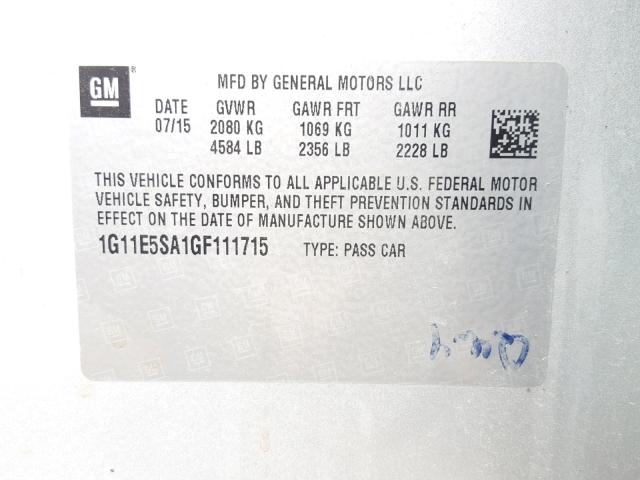 GM ® MFD BY GENERAL MOTORS LLC
DATE GVWR GAWR FRT GAWR RR
07/15 2080 KG 1069 KG 1011 KG
4584 LB 2356 LB 2228 LB
THIS VEHICLE CONFORMS TO ALL APPLICABLE U.S. FEDERAL MOTOR
VEHICLE SAFETY, BUMPER, AND THEFT PREVENTION STANDARDS IN
EFFECT ON THE DATE OF MANUFACTURE SHOWN ABOVE.
1G11E5SA1GF111715 TYPE: PASS CAR